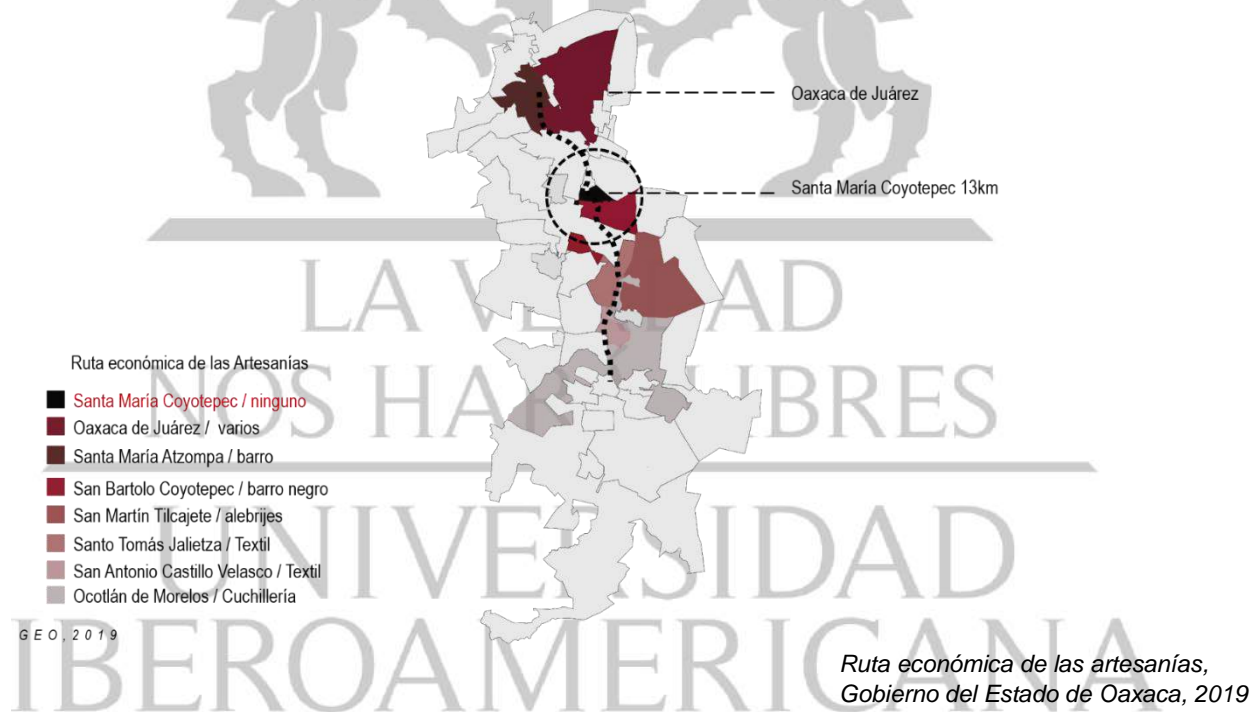 Oaxaca de Juárez
Santa María Coyotepec 13km
LA VERDAD
NOS HARÁ LIBRES
UNIVERSIDAD
IBEROAMERICANA
Ruta económica de las Artesanías
Santa María Coyotepec / ninguno
Oaxaca de Juárez / varios
Santa María Atzompa / barro
San Bartolo Coyotepec / barro negro
San Martín Tilcajete / alebrijes
Santo Tomás Jalietza / Textil
San Antonio Castillo Velasco / Textil
Ocotlán de Morelos / Cuchillería
GEO,2019
Ruta económica de las artesanías,
Gobierno del Estado de Oaxaca, 2019